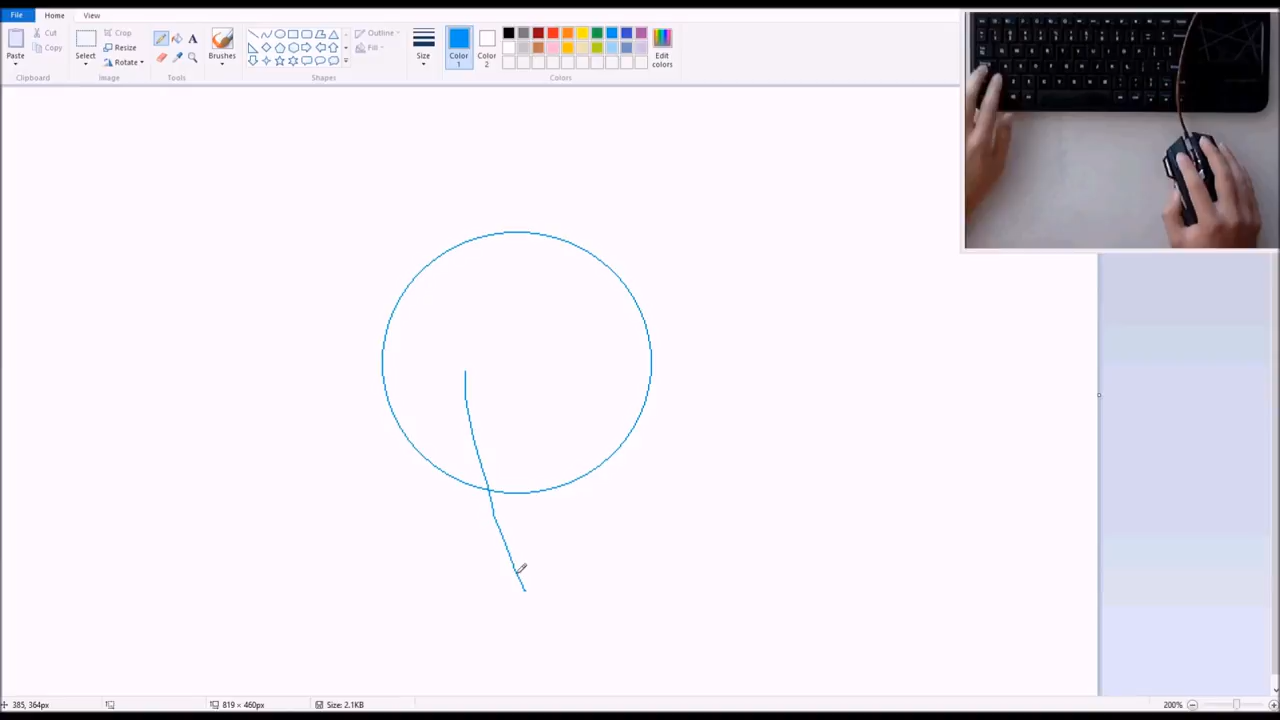 File Home View
Cut
Copy
Paste
Clipboard
Select
Crop
Resize
Rotate
Image
A
Tools
Brushes
Shapes
Outline
Fill
Size
Color 1
Color 2
Edit colors
Colors
385, 364px
819 × 460px
Size: 2.1KB
200%